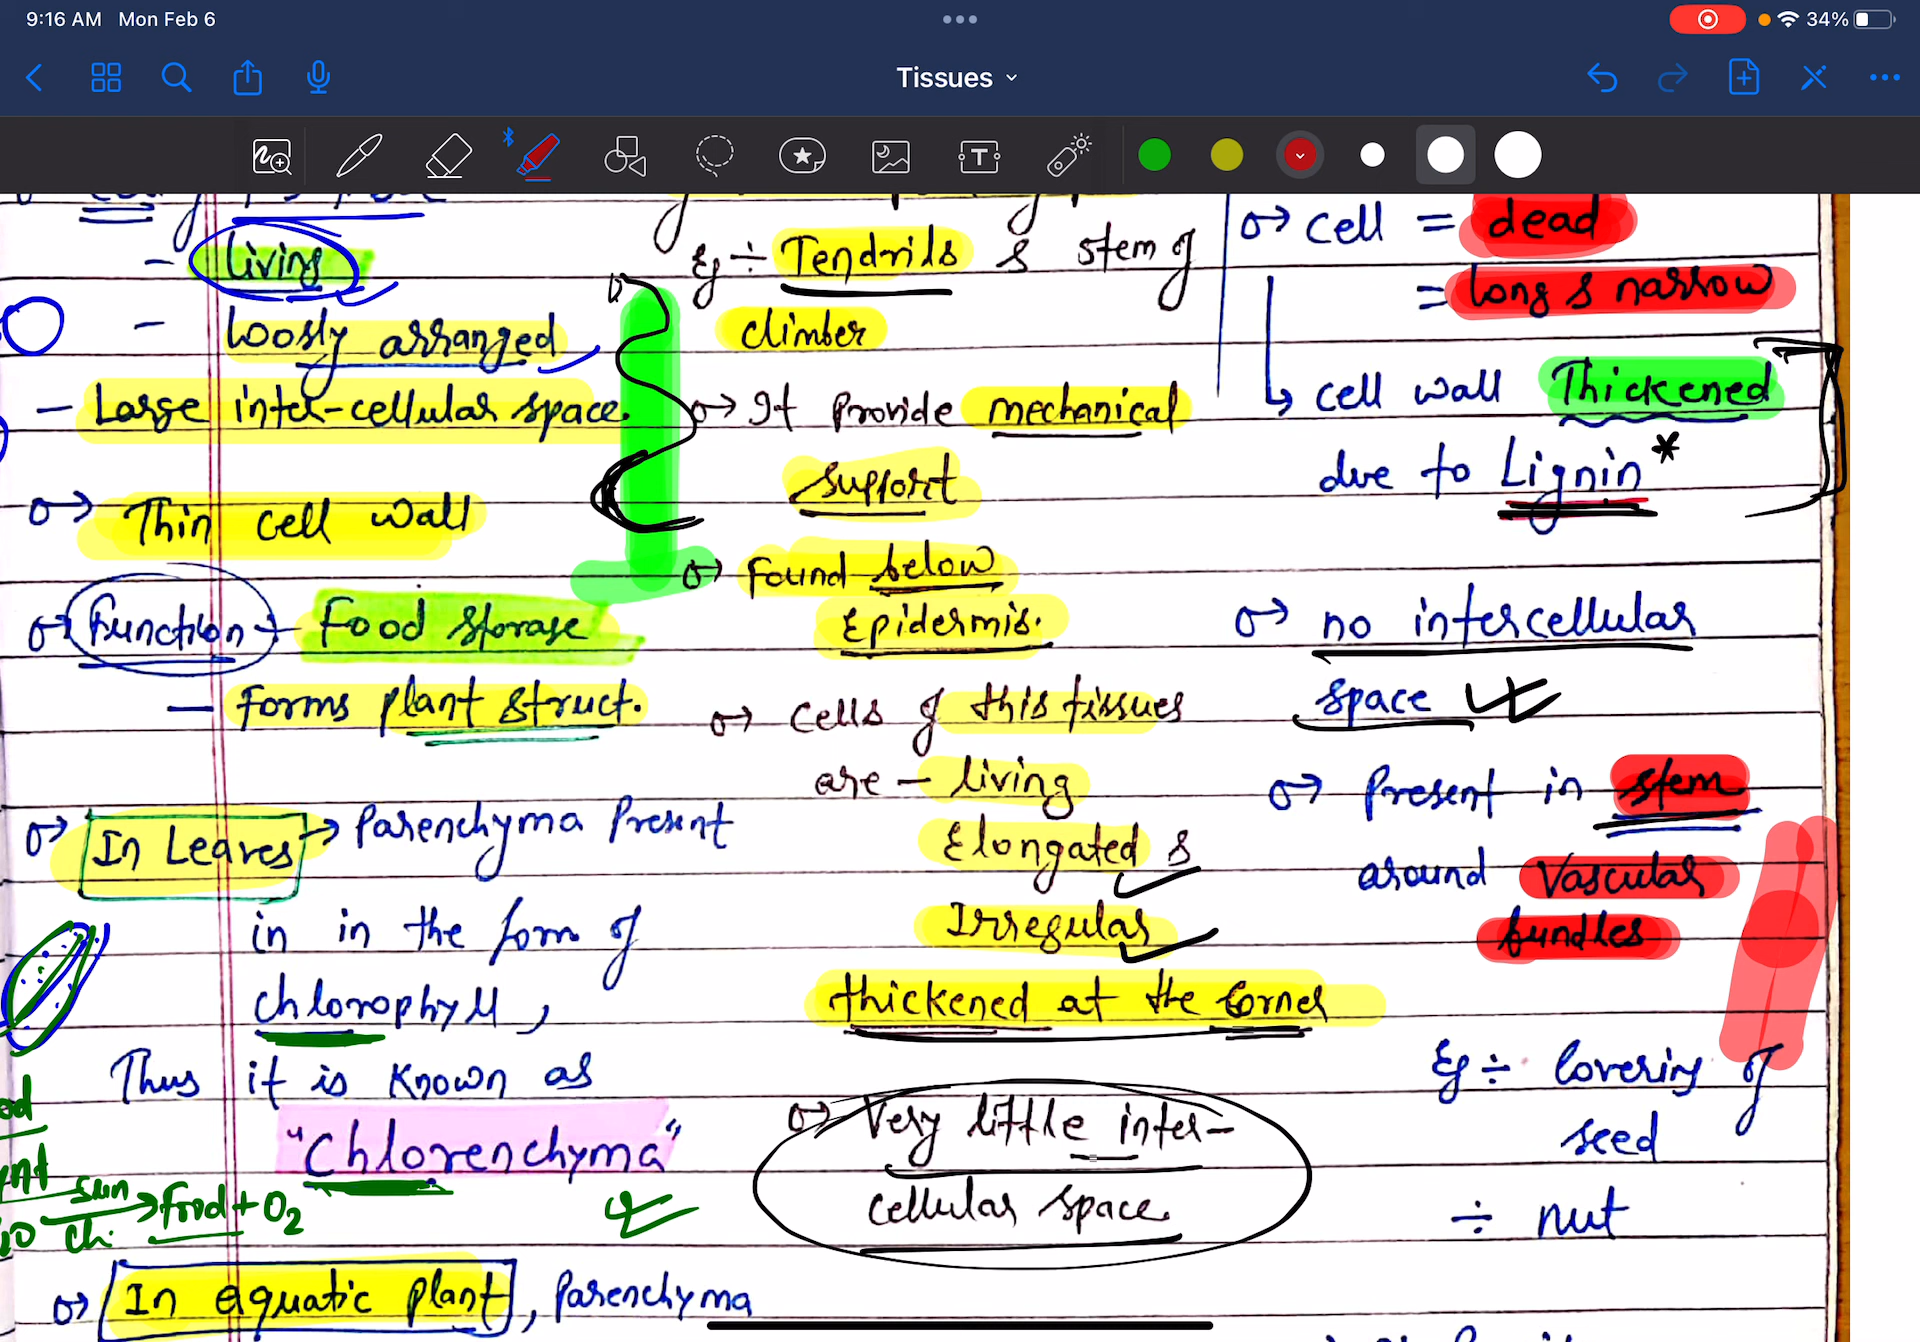 9:16 AM Mon Feb 6
34%
Tissues
T
- living
- Loosly arranged
- Large inter-cellular space.
Thin cell wall
Function - Food storage
- Forms plant struct.
In Leaves → Parenchyma Present
in in the form of
chlorophyll,
Thus it is Known as
"Chlorenchyma"
sun
→ Food + O2
ch.
In aquatic plant, Parenchyma
Eg ÷ Tendrils & stem of
climber
It Provide mechanical
support
Found below
Epidermis.
Cells of this tissues
are - living
Elongated &
Irregular
thickened at the Corner
Very little inter-
cellular space.
cell = dead
= Long & narrow
cell wall Thickened
due to Lignin *
no intercellular
space
Present in stem
around Vascular
bundles
Eg ÷ Covering of
seed
÷ nut